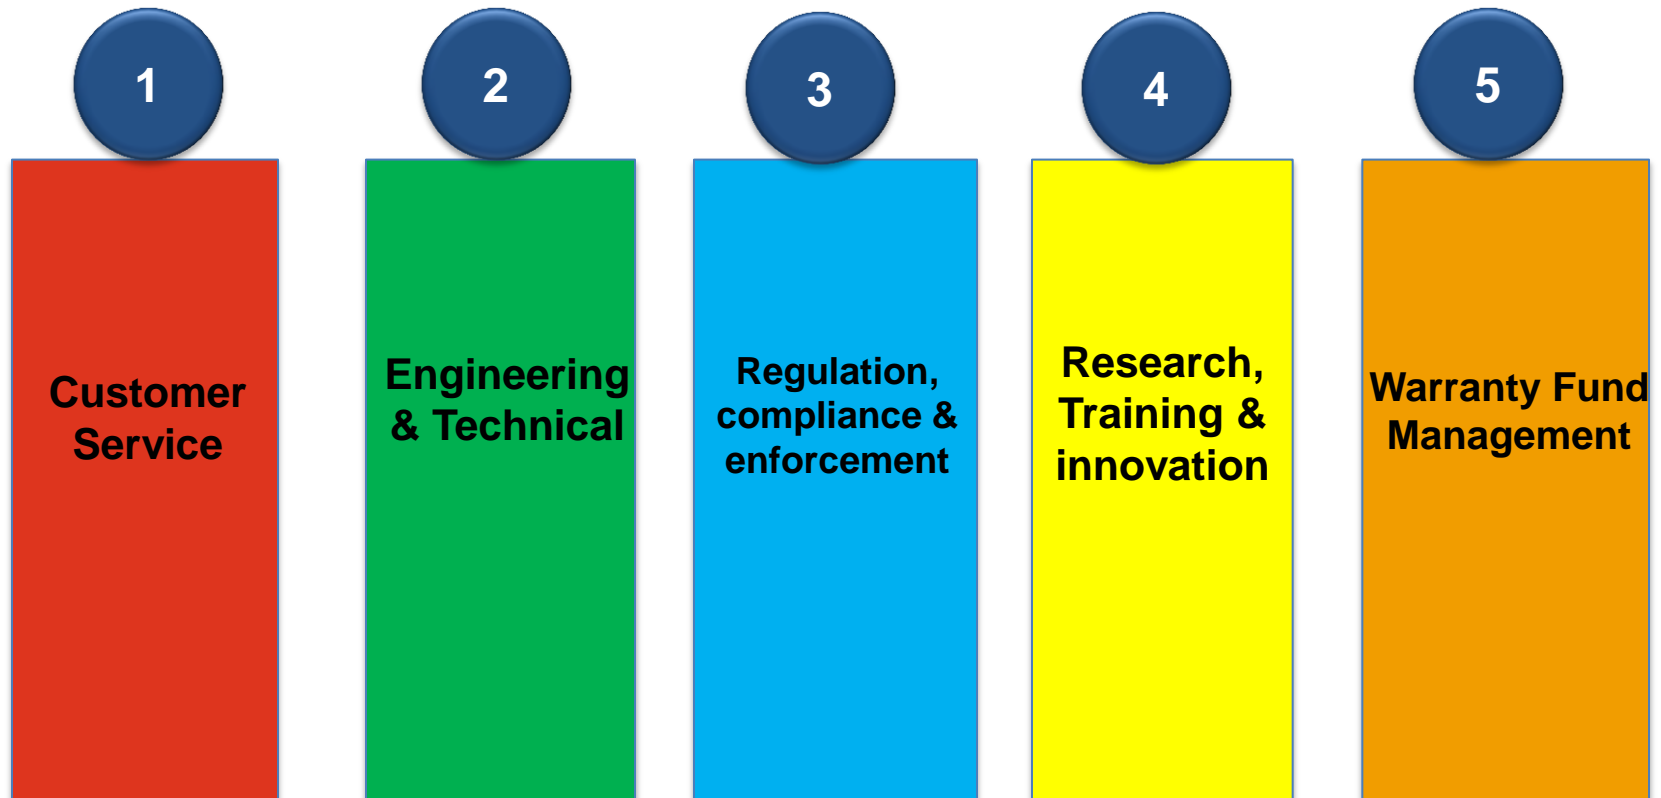 1
2
3
4
5
Customer
Service
Engineering
& Technical
Regulation,
compliance &
enforcement
Research,
Training &
innovation
Warranty Fund
Management